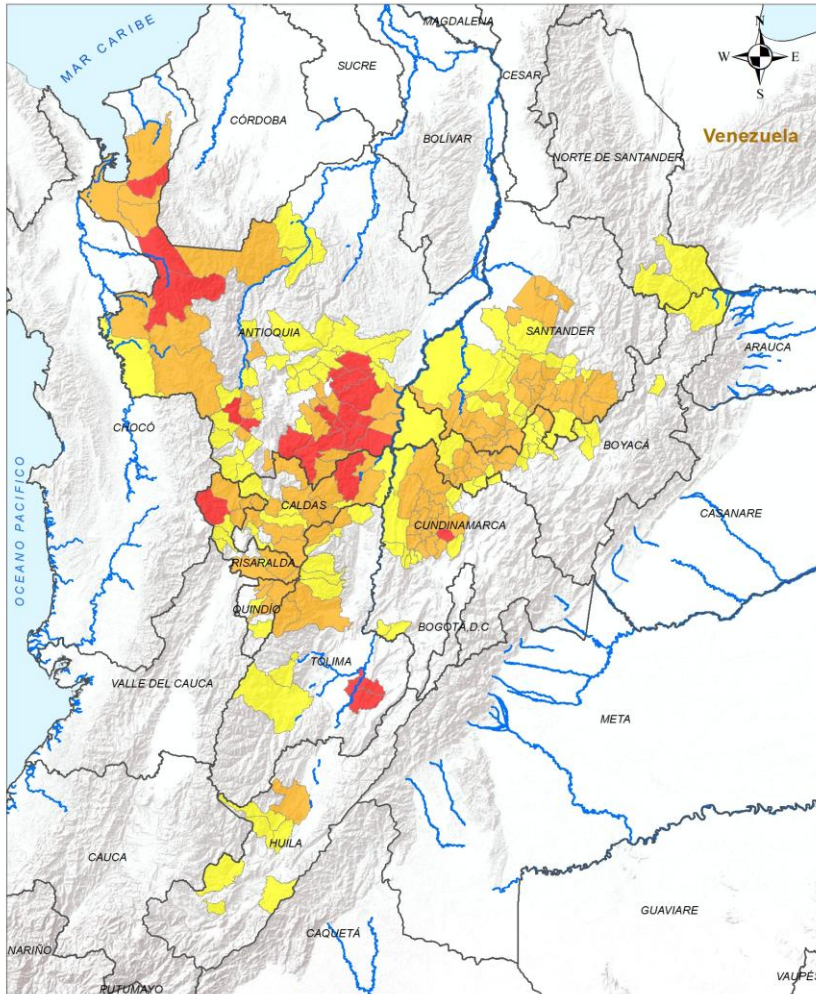 MAGDALENA
MAR CARIBE
N
SUCRE
W
E
CESAR
S
CÓRDOBA
BOLÍVAR
Venezuela
NORTE DE SANTANDER
ANTIOQUIA
SANTANDER
ARAUCA
CHOCÓ
BOYACÁ
OCEANO PACIFICO
CALDAS
CASANARE
CUNDINAMARCA
RISARALDA
QUINDÍO
BOGOTÁ D.C
TOLIMA
VALLE DEL CAUCA
META
HUILA
CAUCA
GUAVIARE
CAQUETÁ
NARIÑO
PUTUMAYO
VAUPÉS